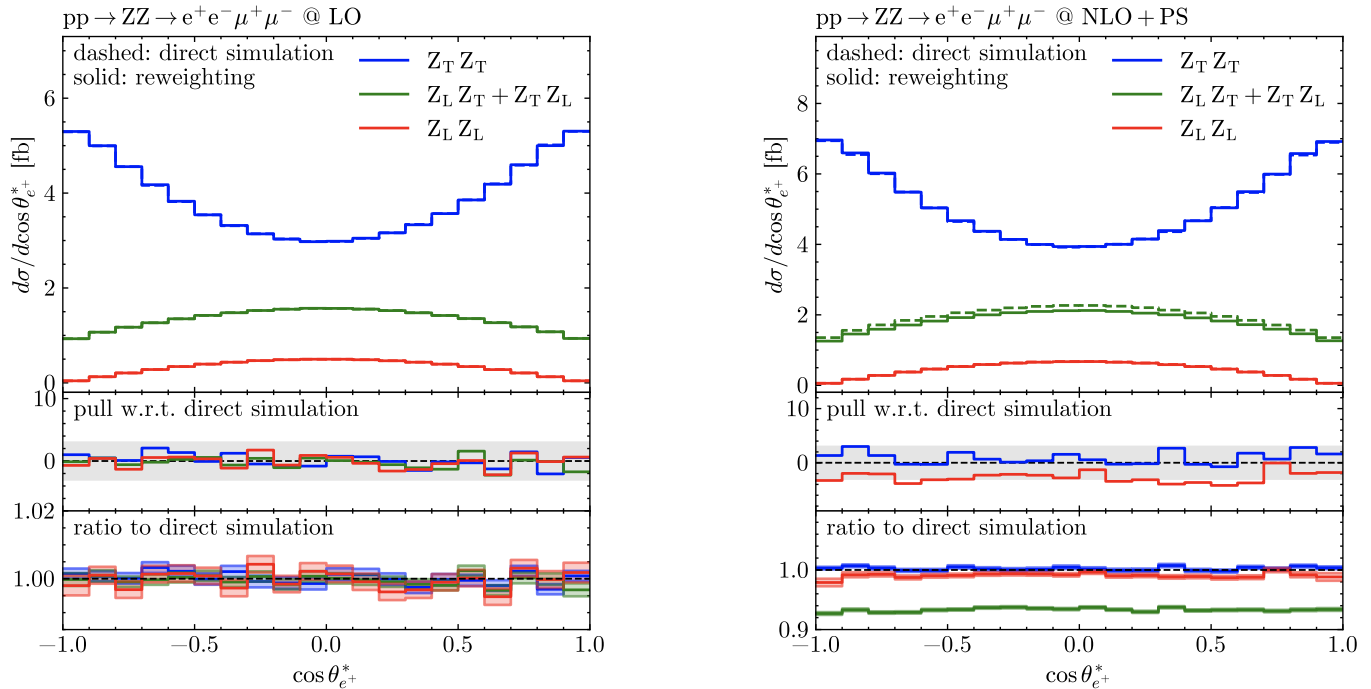 pp → ZZ → e⁺e⁻μ⁺μ⁻ @ LO
dashed: direct simulation
solid: reweighting
Z_T Z_T
Z_L Z_T + Z_T Z_L
Z_L Z_L
dσ/dcos θ*_{e⁺} [fb]
6
4
2
0
pull w.r.t. direct simulation
10
0
ratio to direct simulation
1.02
1.00
−1.0 −0.5 0.0 0.5 1.0
cos θ*_{e⁺}
pp → ZZ → e⁺e⁻μ⁺μ⁻ @ NLO + PS
dashed: direct simulation
solid: reweighting
Z_T Z_T
Z_L Z_T + Z_T Z_L
Z_L Z_L
dσ/dcos θ*_{e⁺} [fb]
8
6
4
2
0
pull w.r.t. direct simulation
10
0
ratio to direct simulation
1.0
0.9
−1.0 −0.5 0.0 0.5 1.0
cos θ*_{e⁺}